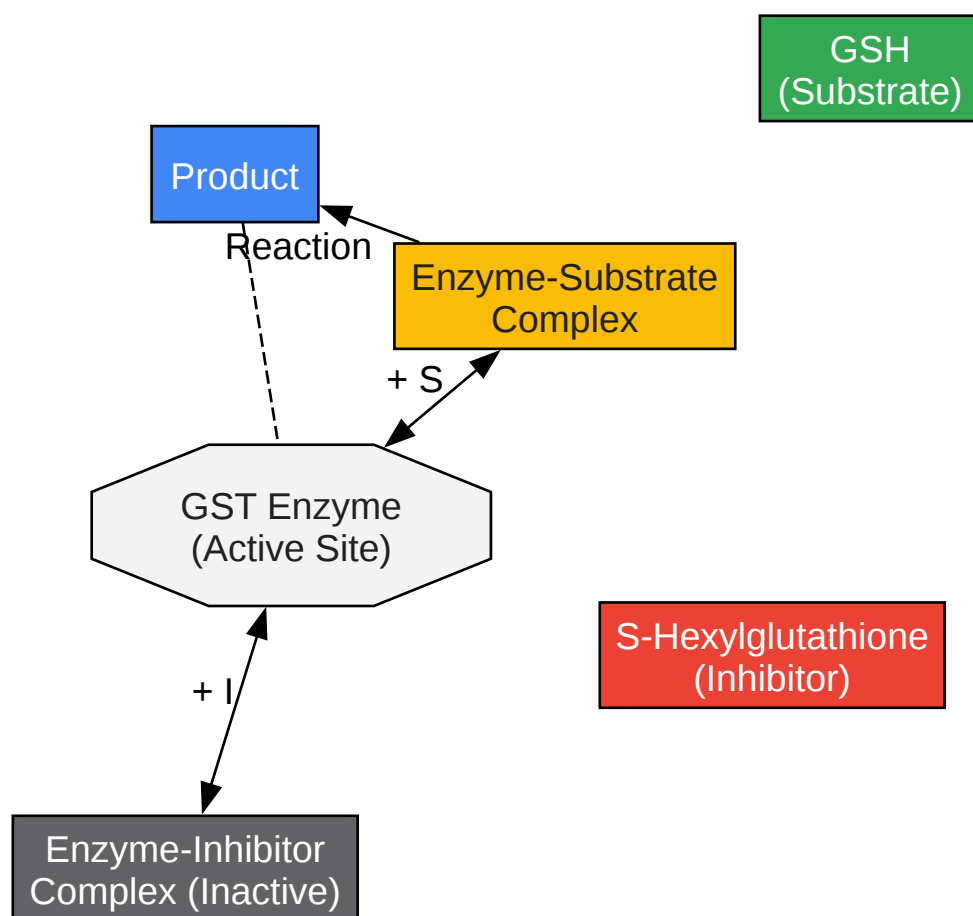 GSH
(Substrate)
Product
Reaction
Enzyme-Substrate
Complex
+ S
GST Enzyme
(Active Site)
S-Hexylglutathione
(Inhibitor)
+ I
Enzyme-Inhibitor
Complex (Inactive)